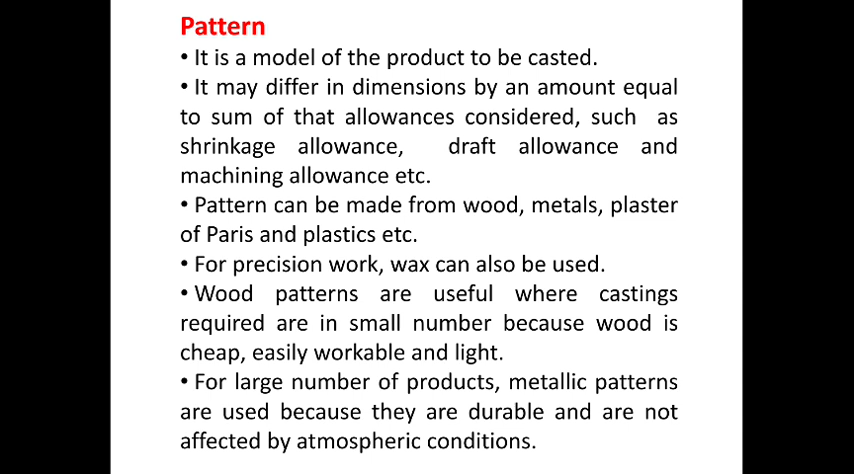 Pattern
• It is a model of the product to be casted.
• It may differ in dimensions by an amount equal
to sum of that allowances considered, such as
shrinkage allowance, draft allowance and
machining allowance etc.
• Pattern can be made from wood, metals, plaster
of Paris and plastics etc.
• For precision work, wax can also be used.
• Wood patterns are useful where castings
required are in small number because wood is
cheap, easily workable and light.
• For large number of products, metallic patterns
are used because they are durable and are not
affected by atmospheric conditions.